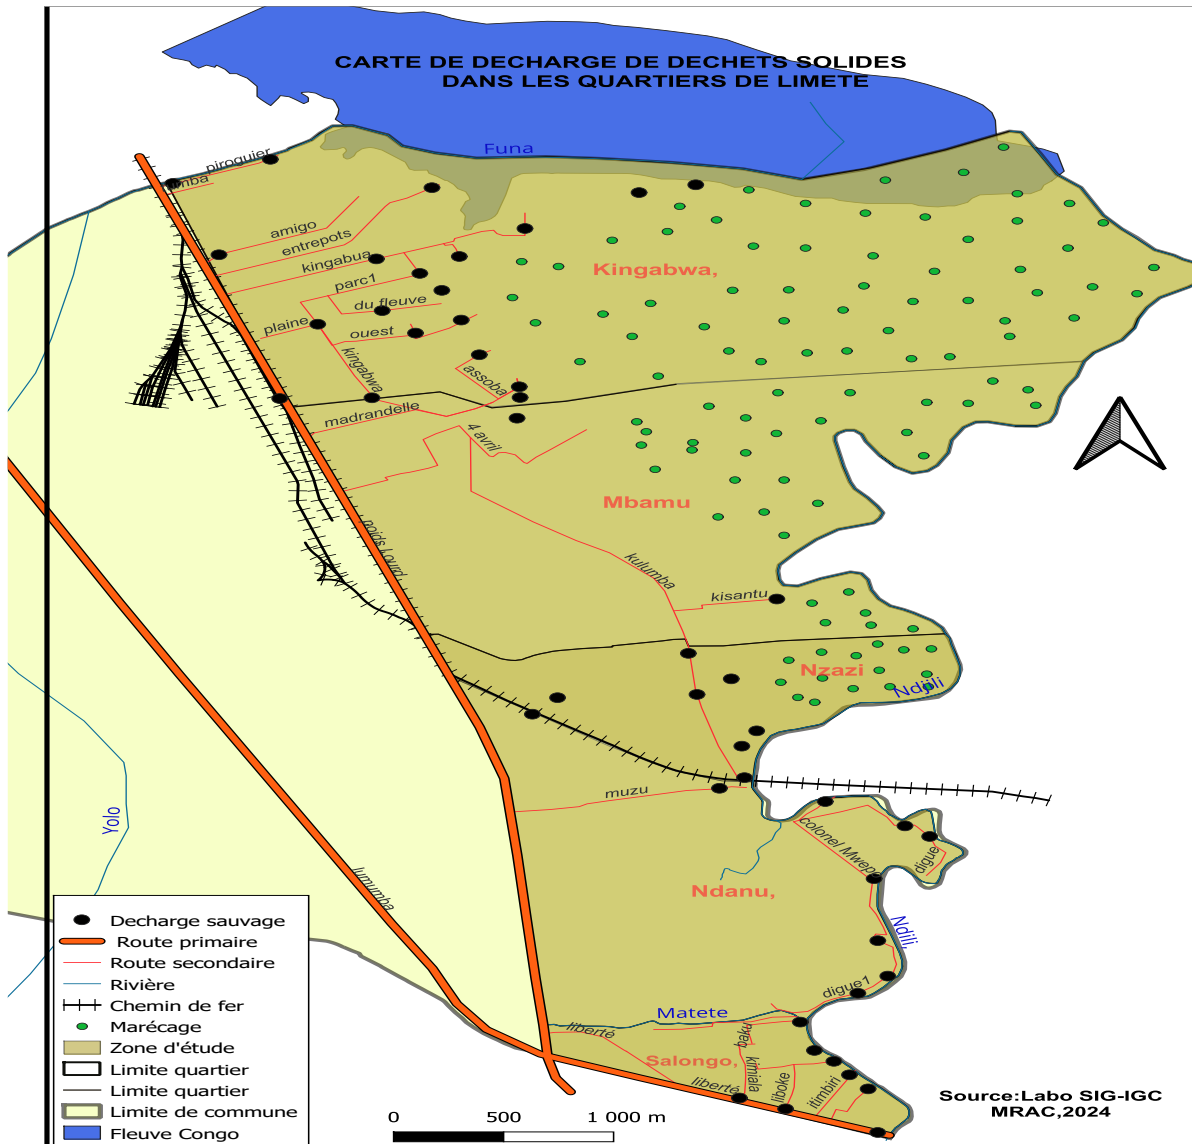 CARTE DE DECHARGE DE DECHETS SOLIDES
DANS LES QUARTIERS DE LIMETE
Funa
piroguier
amigo
entrepots
kingabua
Kingabwa,
parc1
du fleuve
plaine
ouest
kingabwa
assoba
madrandelle
4 avril
Mbamu
poids Lourd
kulumba
kisantu
Nzazi
Ndjili
muzu
Yolo
colonel Mwepe
digue
lumumba
Ndanu,
Ndili,
digue1
Matete
liberté
baku
Salongo,
kimiala
liberté
liboke
itimbiri
Decharge sauvage
Route primaire
Route secondaire
Rivière
Chemin de fer
Marécage
Zone d'étude
Limite quartier
Limite quartier
Limite de commune
Fleuve Congo
0 500 1 000 m
Source:Labo SIG-IGC
MRAC,2024